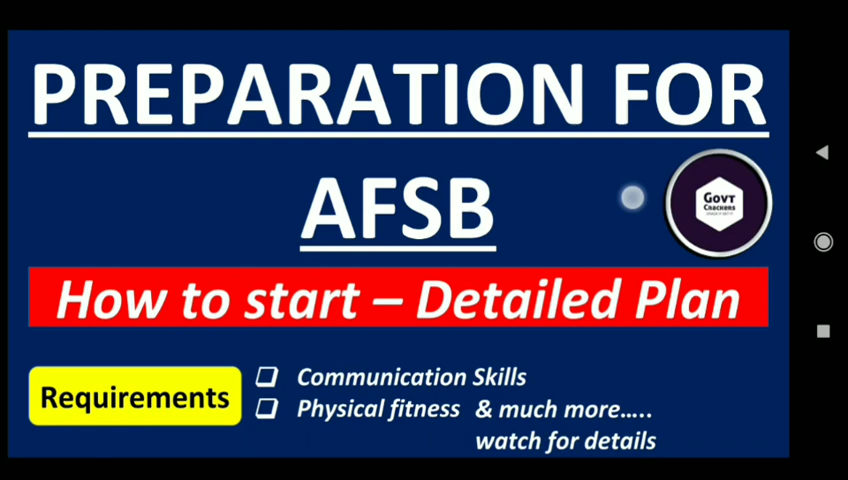 PREPARATION FOR
AFSB
GOVT
CRACKERS
How to start – Detailed Plan
Requirements
❑ Communication Skills
❑ Physical fitness & much more.....
watch for details